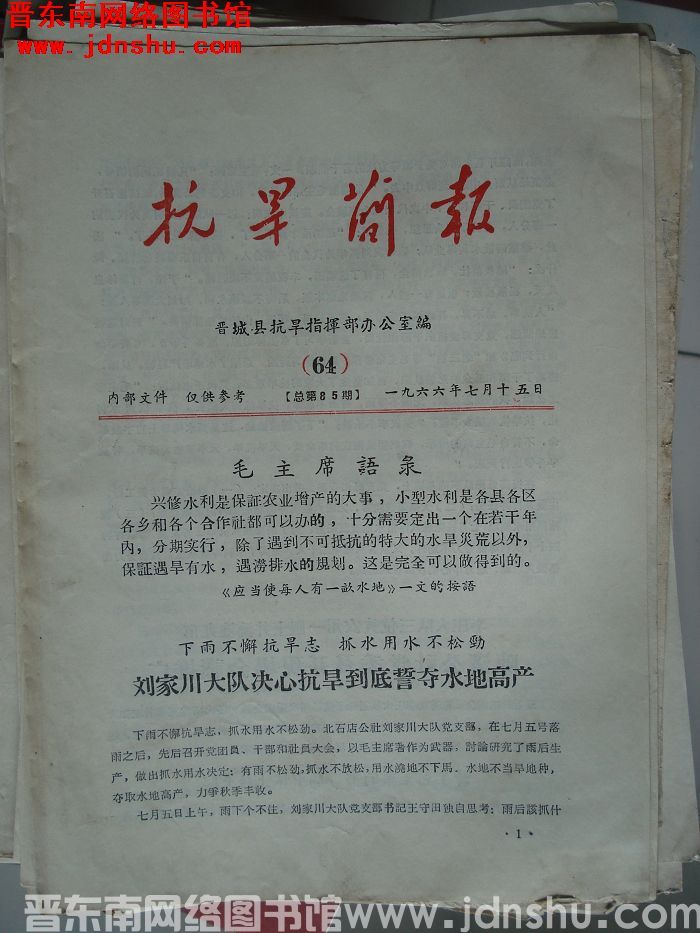 晋东南网络图书馆
www.jdnshu.com
抗旱简报
晋城县抗旱指揮部办公室編
(64)
内部文件 仅供参考 【总第85期】 一九六六年七月十五日
毛主席語录
兴修水利是保証农业增产的大事，小型水利是各县各区
各乡和各个合作社都可以办的，十分需要定出一个在若干年
內，分期实行，除了遇到不可抵抗的特大的水旱災荒以外，
保証遇旱有水，遇涝排水的規划。这是完全可以做得到的。
《应当使每人有一畝水地》一文的按語
下雨不懈抗旱志 抓水用水不松勁
刘家川大队决心抗旱到底誓夺水地高产
下雨不懈抗旱志，抓水用水不松劲。北石店公社刘家川大队党支部，在七月五号落
雨之后，先后召开党团員、干部和社員大会，以毛主席著作为武器，討論研究了雨后生
产，做出抓水用水决定：有雨不松劲，抓水不放松，用水澆地不下馬．水地不当旱地种，
夺取水地高产，力爭秋季丰收。
七月五日上午，雨下个不住，刘家川大队党支部书記王守田独自思考：雨后該抓什
·1·
晋东南网络图书馆 www.jdnshu.com